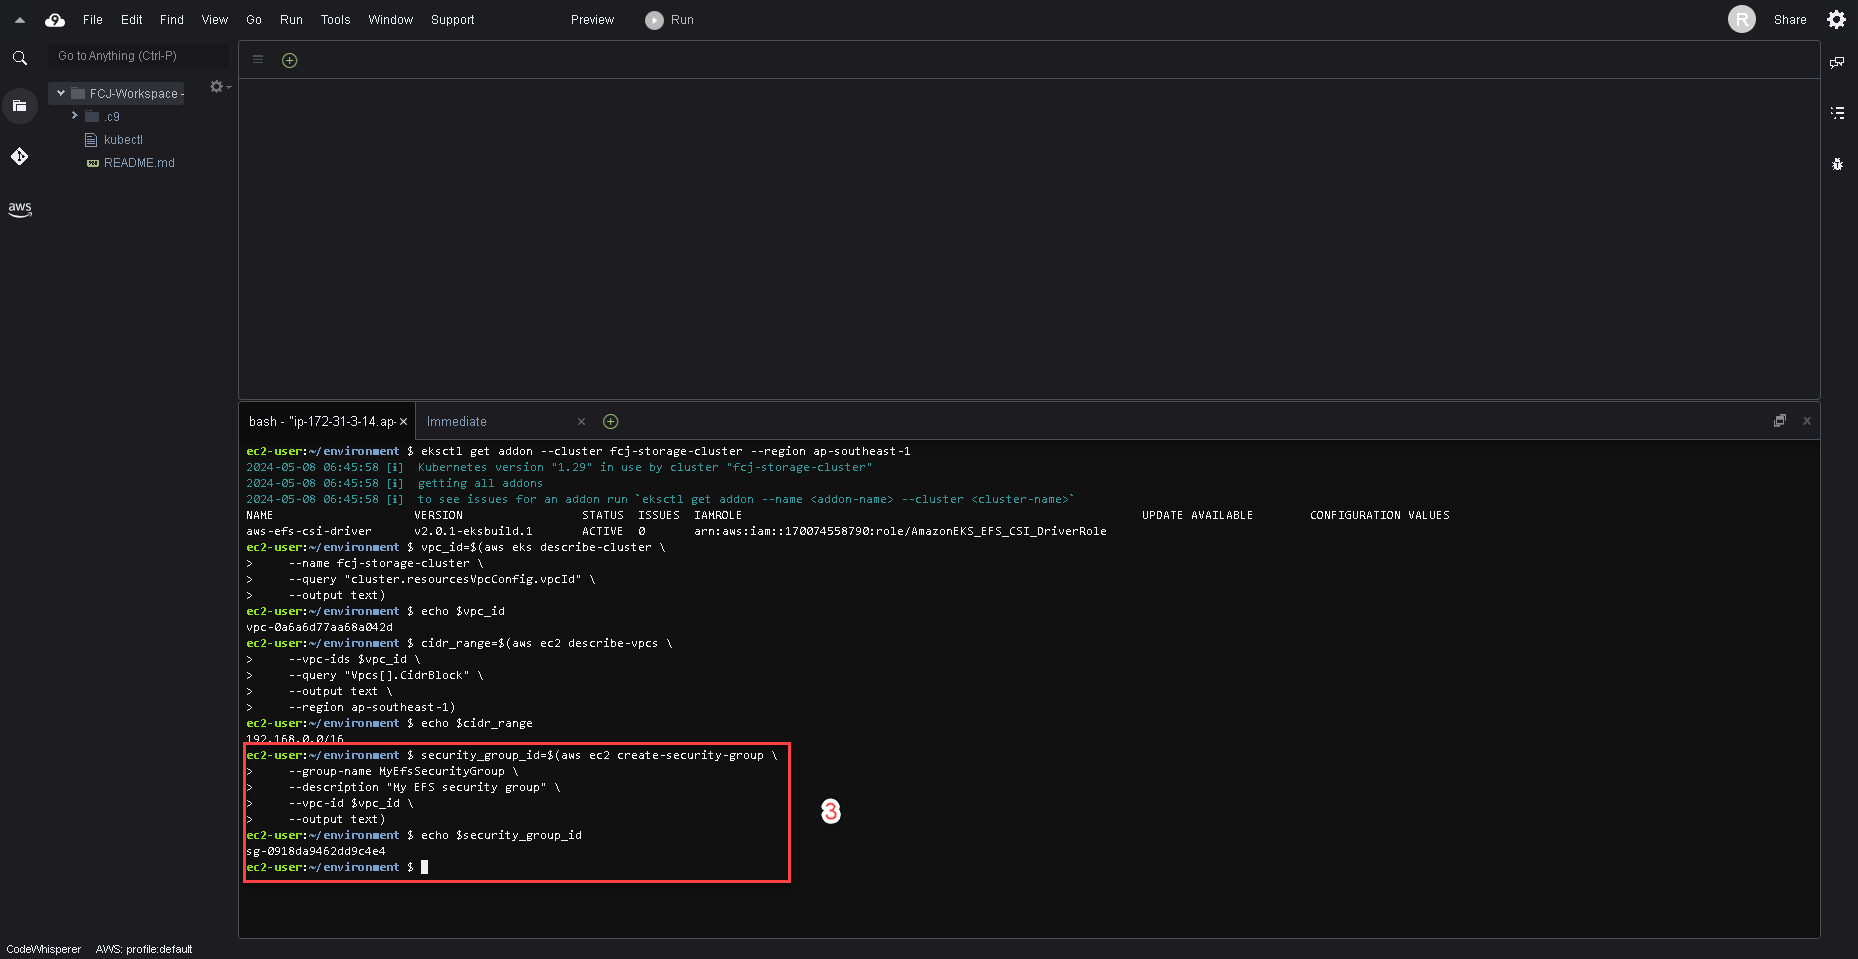 9 File Edit Find View Go Run Tools Window Support Preview Run R Share
Go to Anything (Ctrl-P)
FCJ-Workspace -
.c9
kubectl
README.md
aws
bash - "ip-172-31-3-14.ap- Immediate
ec2-user:~/environment $ eksctl get addon --cluster fcj-storage-cluster --region ap-southeast-1
2024-05-08 06:45:58 [i]  Kubernetes version "1.29" in use by cluster "fcj-storage-cluster"
2024-05-08 06:45:58 [i]  getting all addons
2024-05-08 06:45:58 [i]  to see issues for an addon run `eksctl get addon --name <addon-name> --cluster <cluster-name>`
NAME VERSION STATUS ISSUES IAMROLE UPDATE AVAILABLE CONFIGURATION VALUES
aws-efs-csi-driver v2.0.1-eksbuild.1 ACTIVE 0 arn:aws:iam::170074558790:role/AmazonEKS_EFS_CSI_DriverRole
ec2-user:~/environment $ vpc_id=$(aws eks describe-cluster \
>     --name fcj-storage-cluster \
>     --query "cluster.resourcesVpcConfig.vpcId" \
>     --output text)
ec2-user:~/environment $ echo $vpc_id
vpc-0a6a6d77aa68a042d
ec2-user:~/environment $ cidr_range=$(aws ec2 describe-vpcs \
>     --vpc-ids $vpc_id \
>     --query "Vpcs[].CidrBlock" \
>     --output text \
>     --region ap-southeast-1)
ec2-user:~/environment $ echo $cidr_range
192.168.0.0/16
ec2-user:~/environment $ security_group_id=$(aws ec2 create-security-group \
>     --group-name MyEfsSecurityGroup \
>     --description "My EFS security group" \
>     --vpc-id $vpc_id \
>     --output text)
ec2-user:~/environment $ echo $security_group_id
sg-0918da9462dd9c4e4
ec2-user:~/environment $
3
CodeWhisperer AWS: profile:default